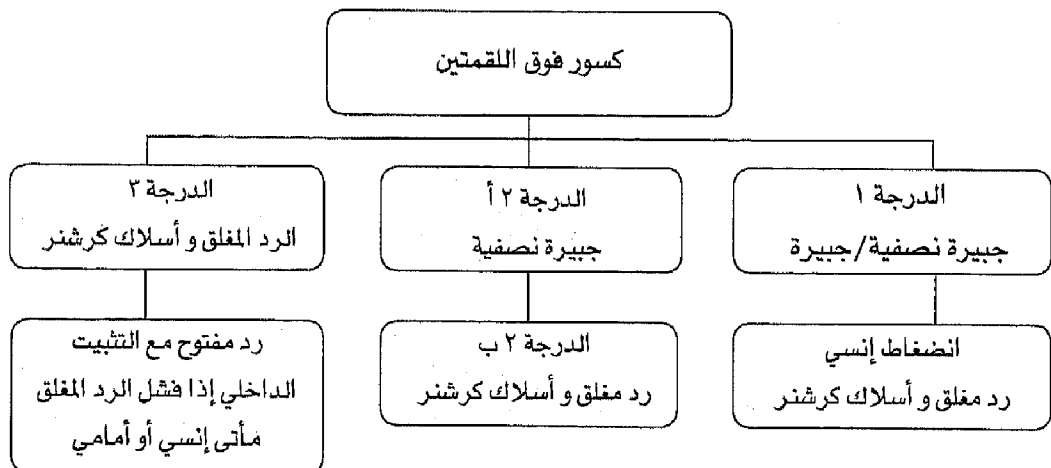 كسور فوق اللقمتين
الدرجة ١
جبيرة نصفية/جبيرة
انضغاط إنسي
رد مغلق و أسلاك كرشنر
الدرجة ٢ أ
جبيرة نصفية
الدرجة ٢ ب
رد مغلق و أسلاك كرشنر
الدرجة ٣
الرد المغلق و أسلاك كرشنر
رد مفتوح مع التثبيت
الداخلي إذا فشل الرد المغلق
مأتى إنسي أو أمامي